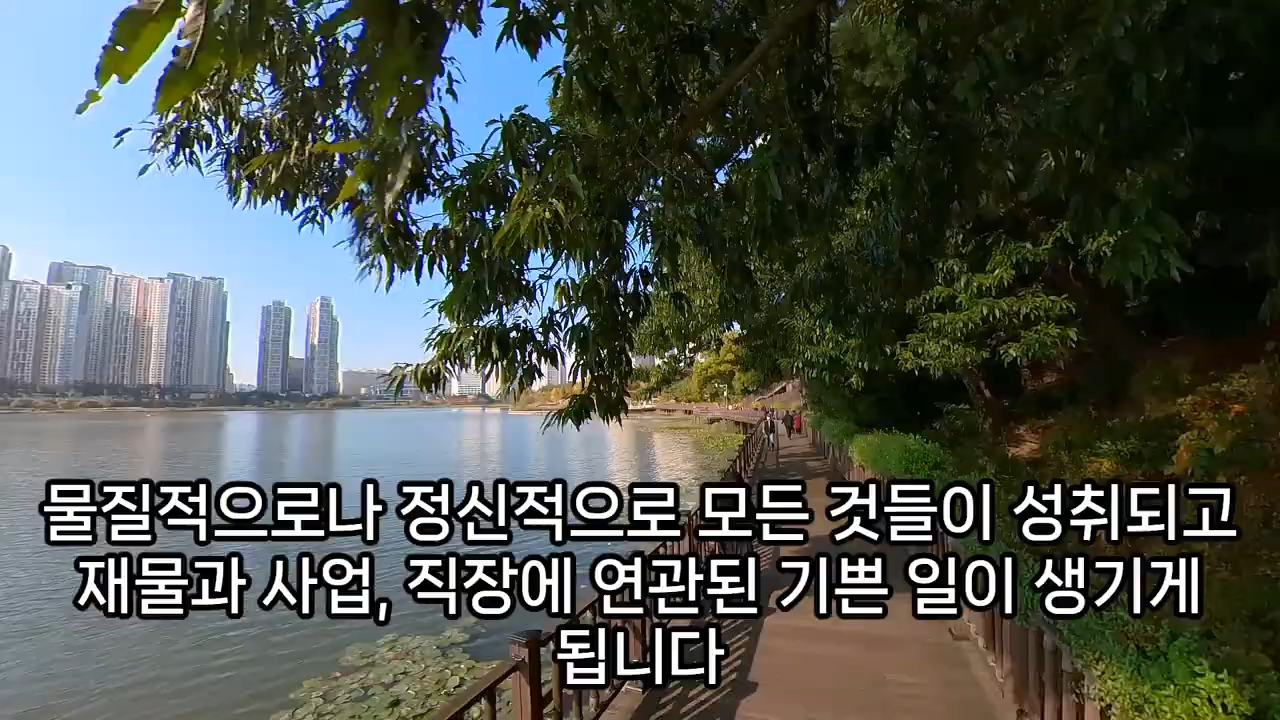 물질적으로나 정신적으로 모든 것들이 성취되고
재물과 사업, 직장에 연관된 기쁜 일이 생기게
됩니다